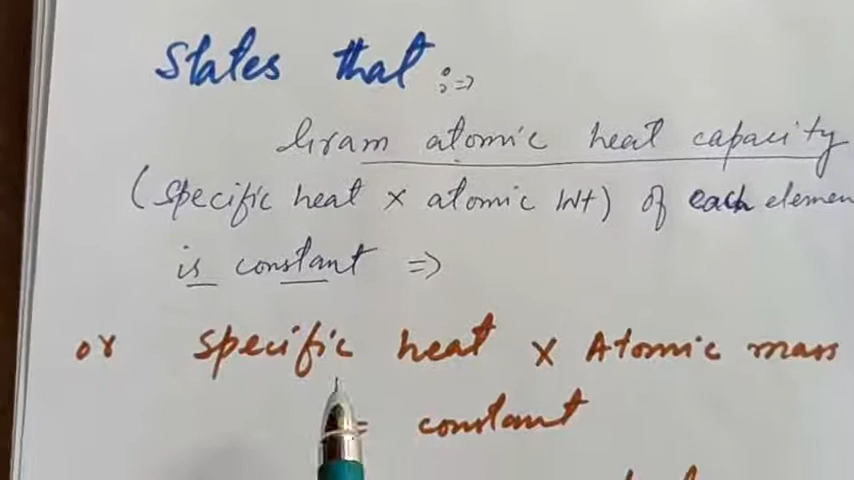 States that :=>
Gram atomic heat capacity
(specific heat × atomic Wt) of each elemen
is constant =>
or specific heat × Atomic mass
= constant